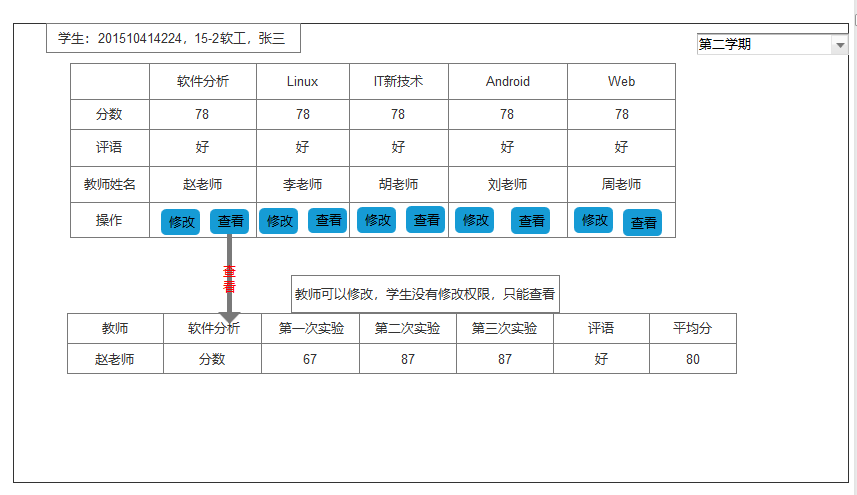 学生：201510414224，15-2软工，张三
第二学期
软件分析 Linux IT新技术 Android Web
分数 78 78 78 78 78
评语 好 好 好 好 好
教师姓名 赵老师 李老师 胡老师 刘老师 周老师
操作 修改 查看 修改 查看 修改 查看 修改 查看 修改 查看
查看
教师可以修改，学生没有修改权限，只能查看
教师 软件分析 第一次实验 第二次实验 第三次实验 评语 平均分
赵老师 分数 67 87 87 好 80